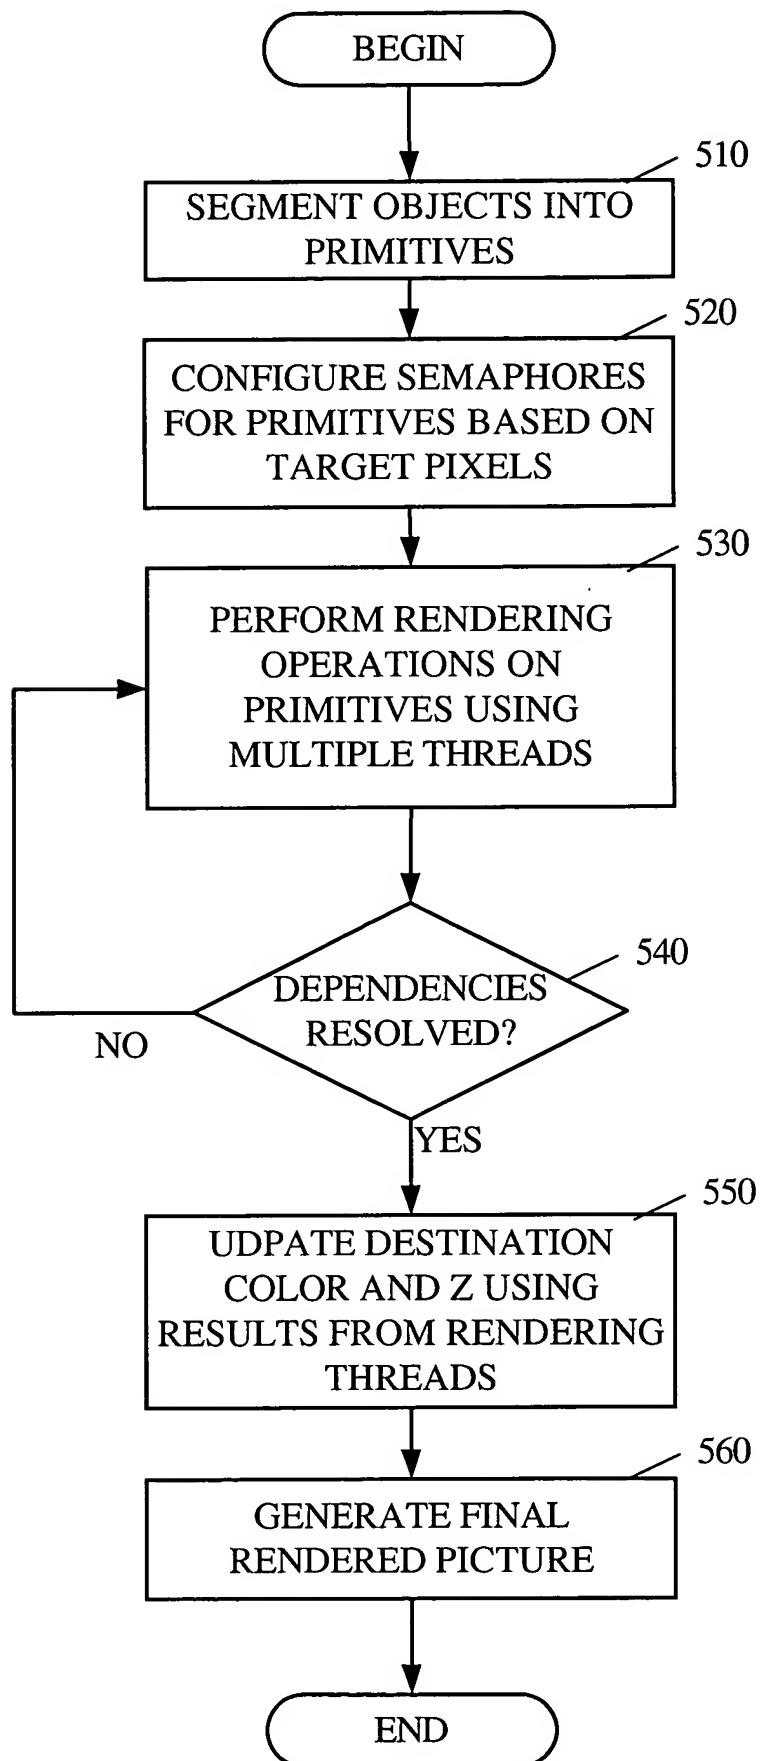 BEGIN
510
SEGMENT OBJECTS INTO
PRIMITIVES
520
CONFIGURE SEMAPHORES
FOR PRIMITIVES BASED ON
TARGET PIXELS
530
PERFORM RENDERING
OPERATIONS ON
PRIMITIVES USING
MULTIPLE THREADS
540
DEPENDENCIES
RESOLVED?
NO
YES
550
UDPATE DESTINATION
COLOR AND Z USING
RESULTS FROM RENDERING
THREADS
560
GENERATE FINAL
RENDERED PICTURE
END